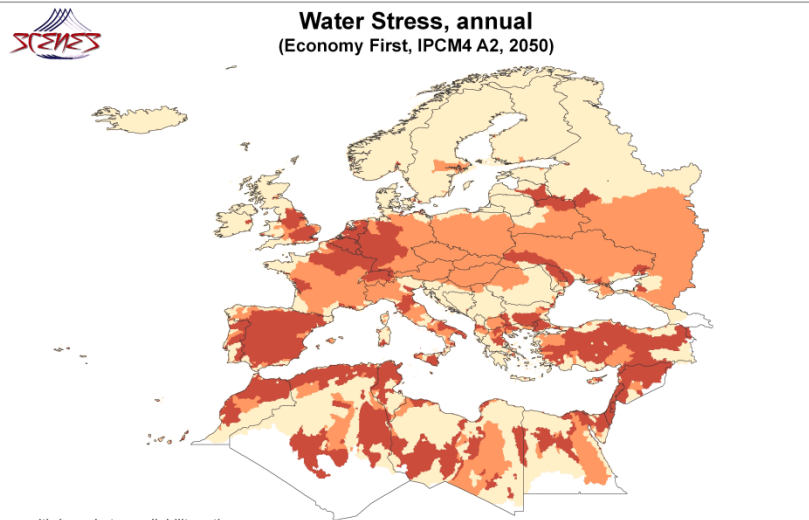 SCENES
Water Stress, annual
(Economy First, IPCM4 A2, 2050)